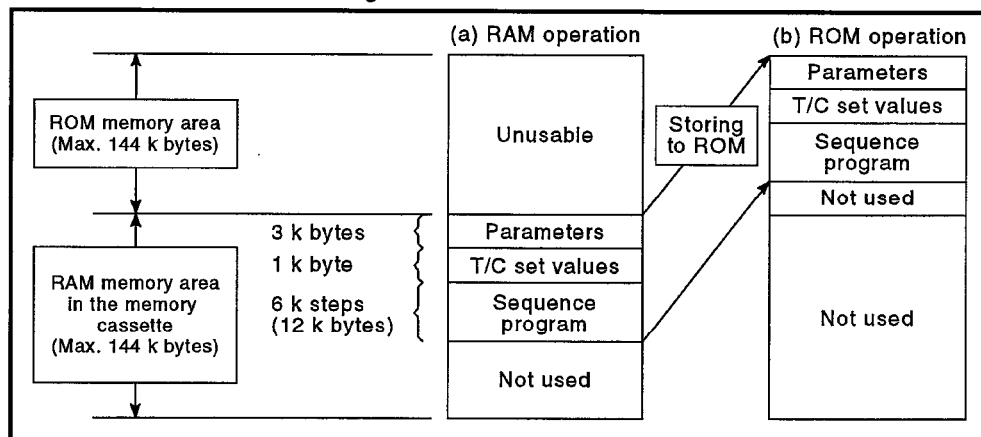 (a) RAM operation
(b) ROM operation
ROM memory area
(Max. 144 k bytes)
RAM memory area
in the memory
cassette
(Max. 144 k bytes)
3 k bytes
1 k byte
6 k steps
(12 k bytes)
Unusable
Parameters
T/C set values
Sequence
program
Not used
Storing
to ROM
Parameters
T/C set values
Sequence
program
Not used
Not used